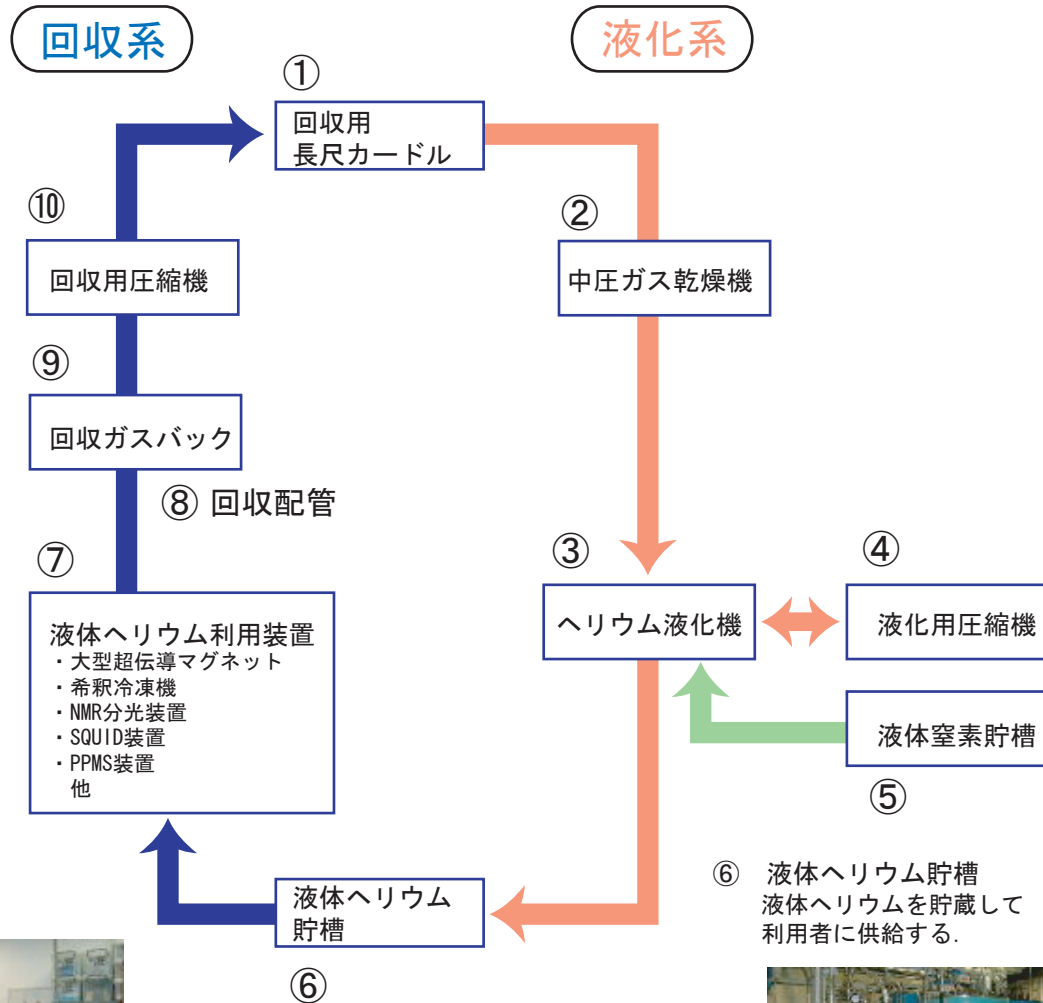 回収系
液化系
①
回収用
長尺カードル
⑩
回収用圧縮機
②
中圧ガス乾燥機
⑨
回収ガスバック
⑧ 回収配管
⑦
液体ヘリウム利用装置
・大型超伝導マグネット
・希釈冷凍機
・NMR分光装置
・SQUID装置
・PPMS装置
他
③
ヘリウム液化機
④
液化用圧縮機
液体窒素貯槽
⑤
液体ヘリウム
貯槽
⑥
⑥ 液体ヘリウム貯槽
液体ヘリウムを貯蔵して
利用者に供給する.